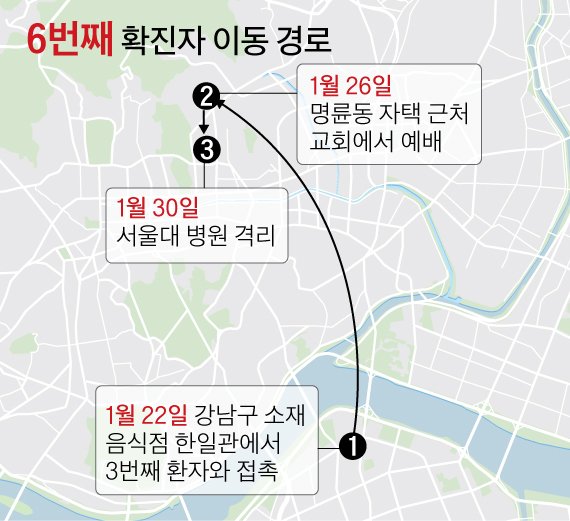 6번째 확진자 이동 경로
2
1월 26일
명륜동 자택 근처
교회에서 예배
3
1월 30일
서울대 병원 격리
1월 22일 강남구 소재
음식점 한일관에서
3번째 환자와 접촉
1